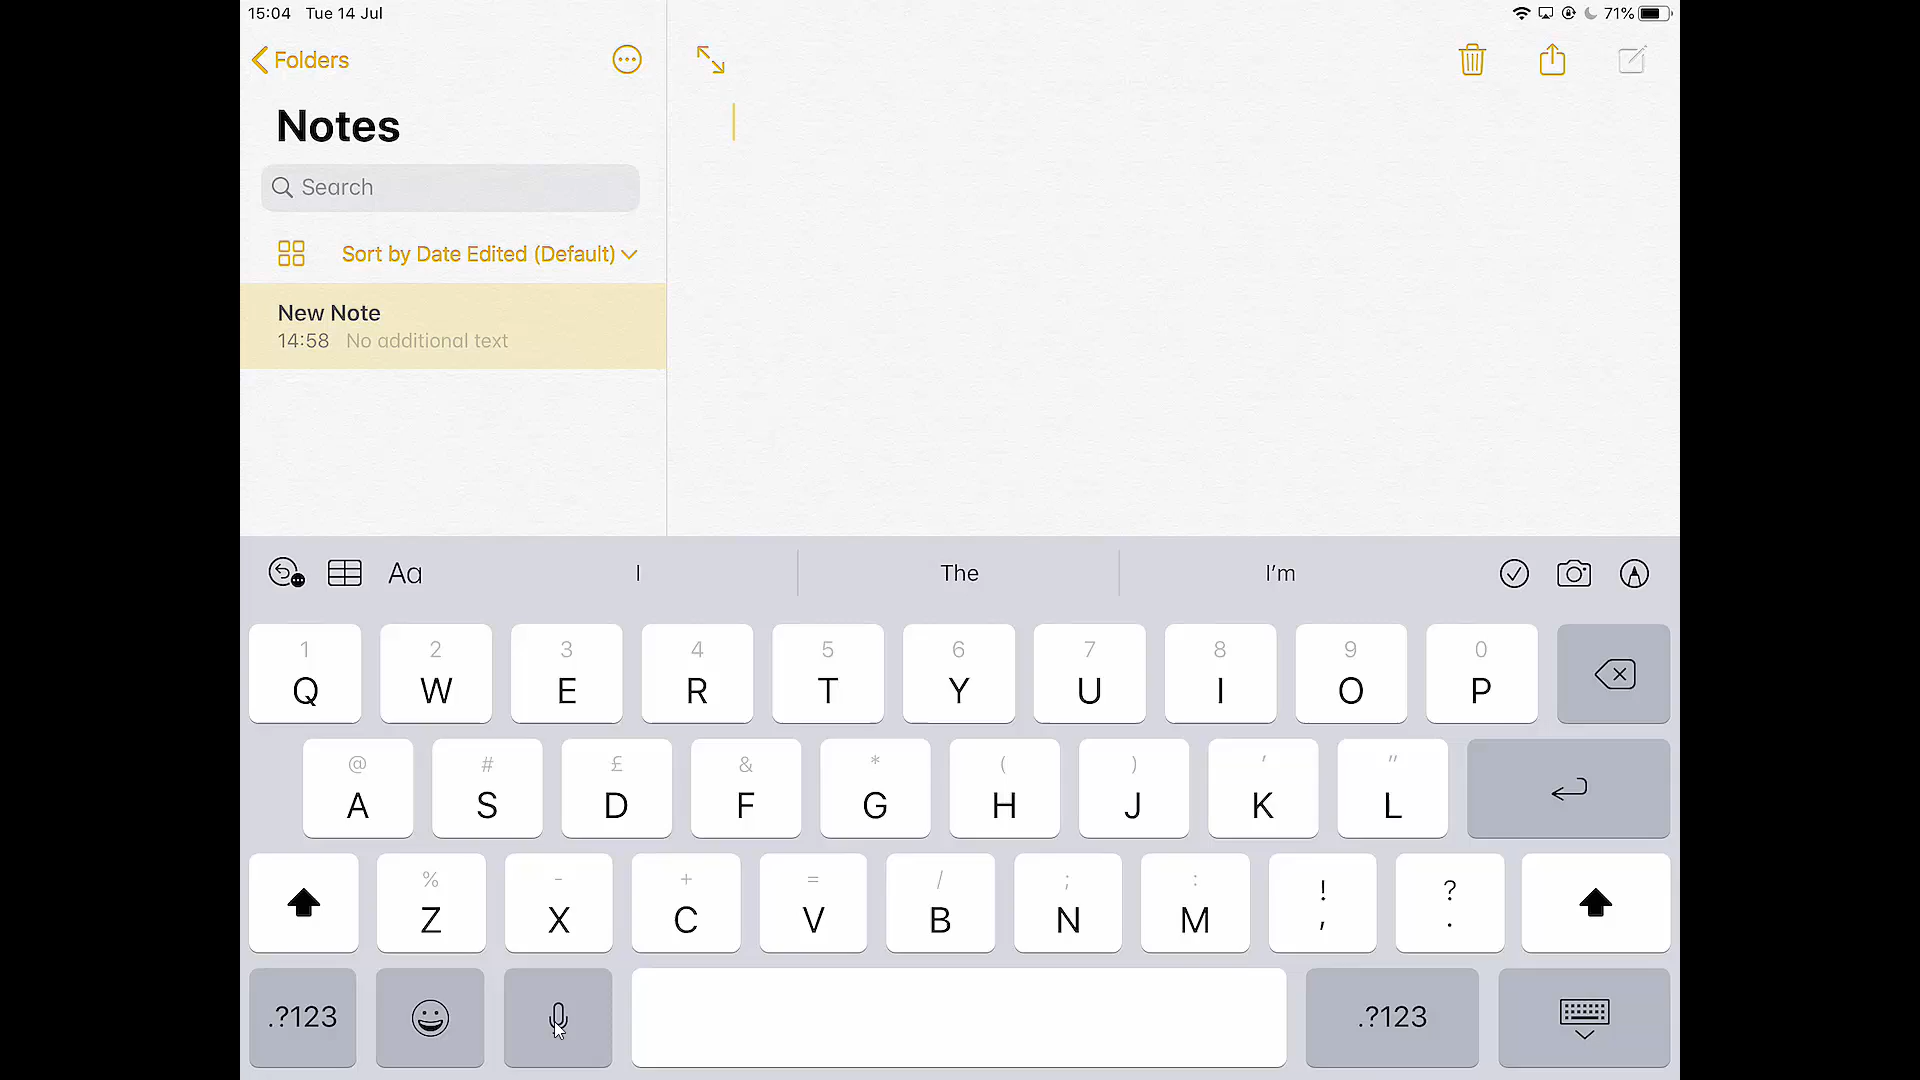 15:04 Tue 14 Jul
71%
Folders
Notes
Search
Sort by Date Edited (Default)
New Note
14:58 No additional text
Aa I The I'm
1 2 3 4 5 6 7 8 9 0
Q W E R T Y U I O P
@ # £ & * ( ) ' "
A S D F G H J K L
% - + = / ; : ! ?
Z X C V B N M , .
.?123 .?123